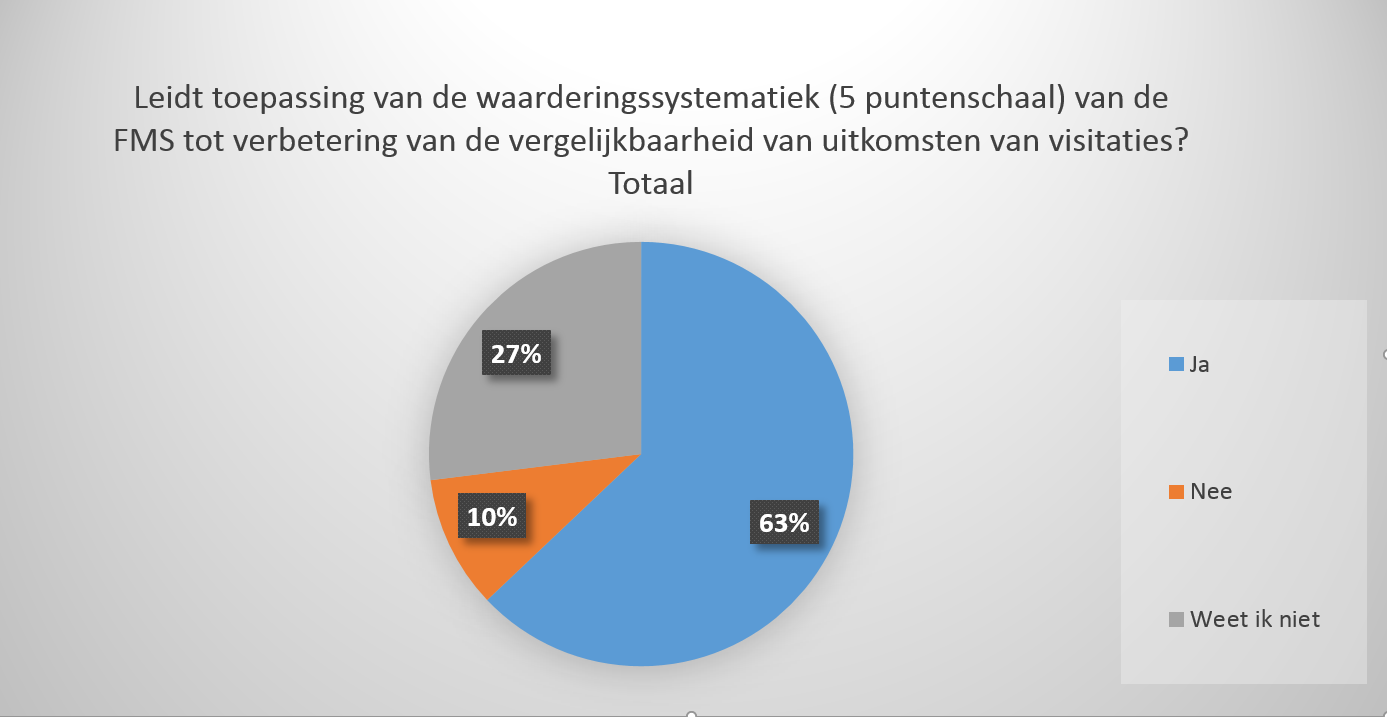 Leidt toepassing van de waarderingssystematiek (5 puntenschaal) van de
FMS tot verbetering van de vergelijkbaarheid van uitkomsten van visitaties?
Totaal
27%
10%
63%
Ja
Nee
Weet ik niet